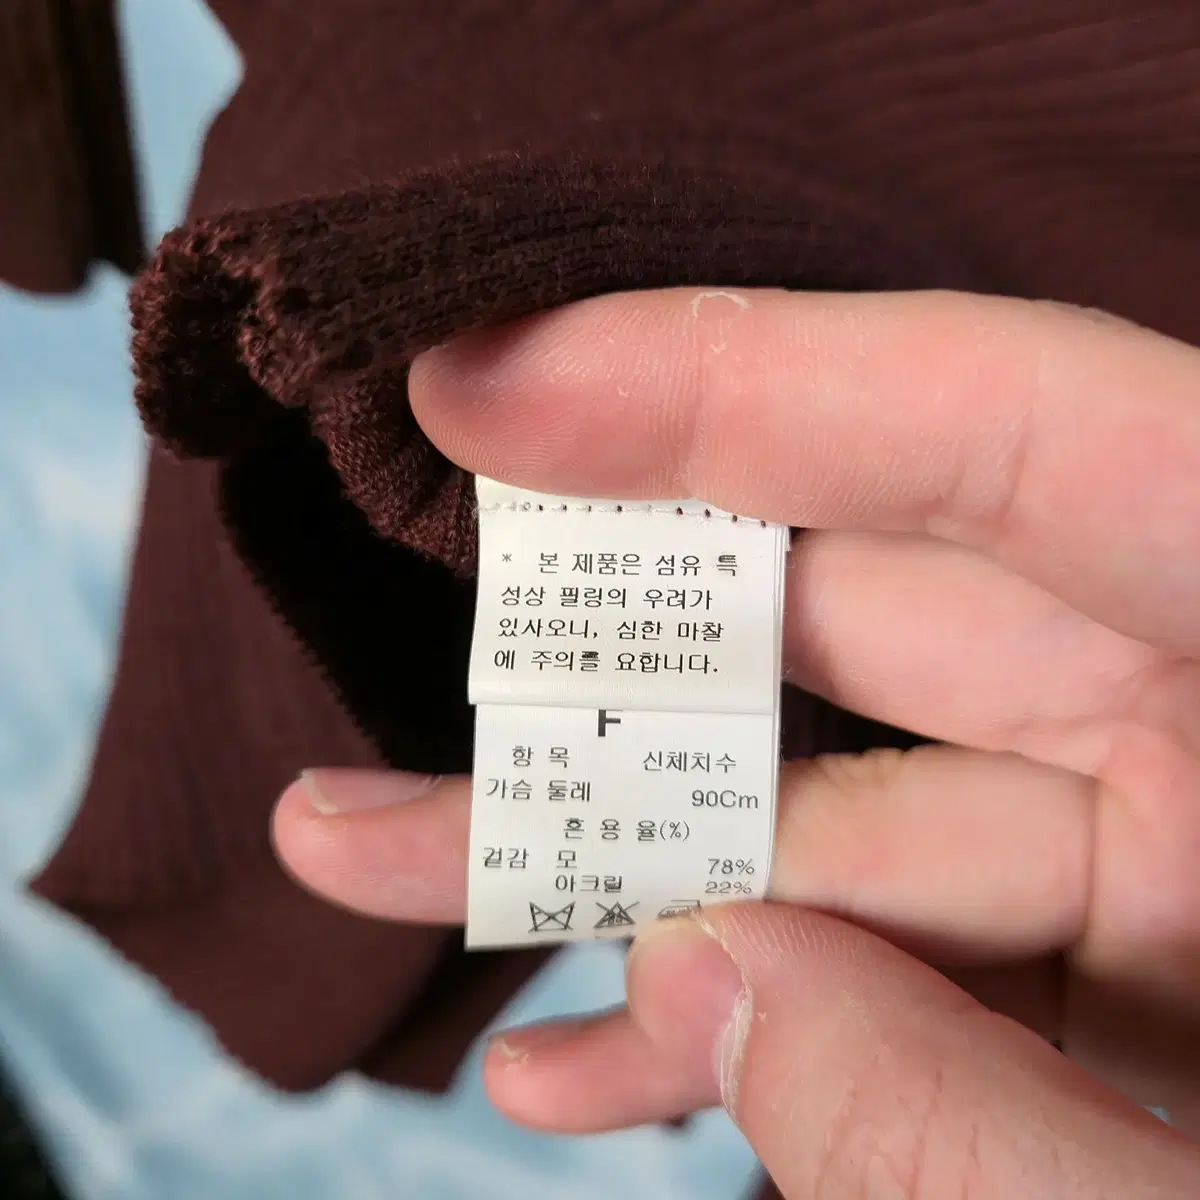 * 본 제품은 섬유 특
성상 필링의 우려가
있사오니, 심한 마찰
에 주의를 요합니다.
F
항 목 신체치수
가슴 둘레 90Cm
혼 용 율(%)
겉감 모 78%
아크릴 22%